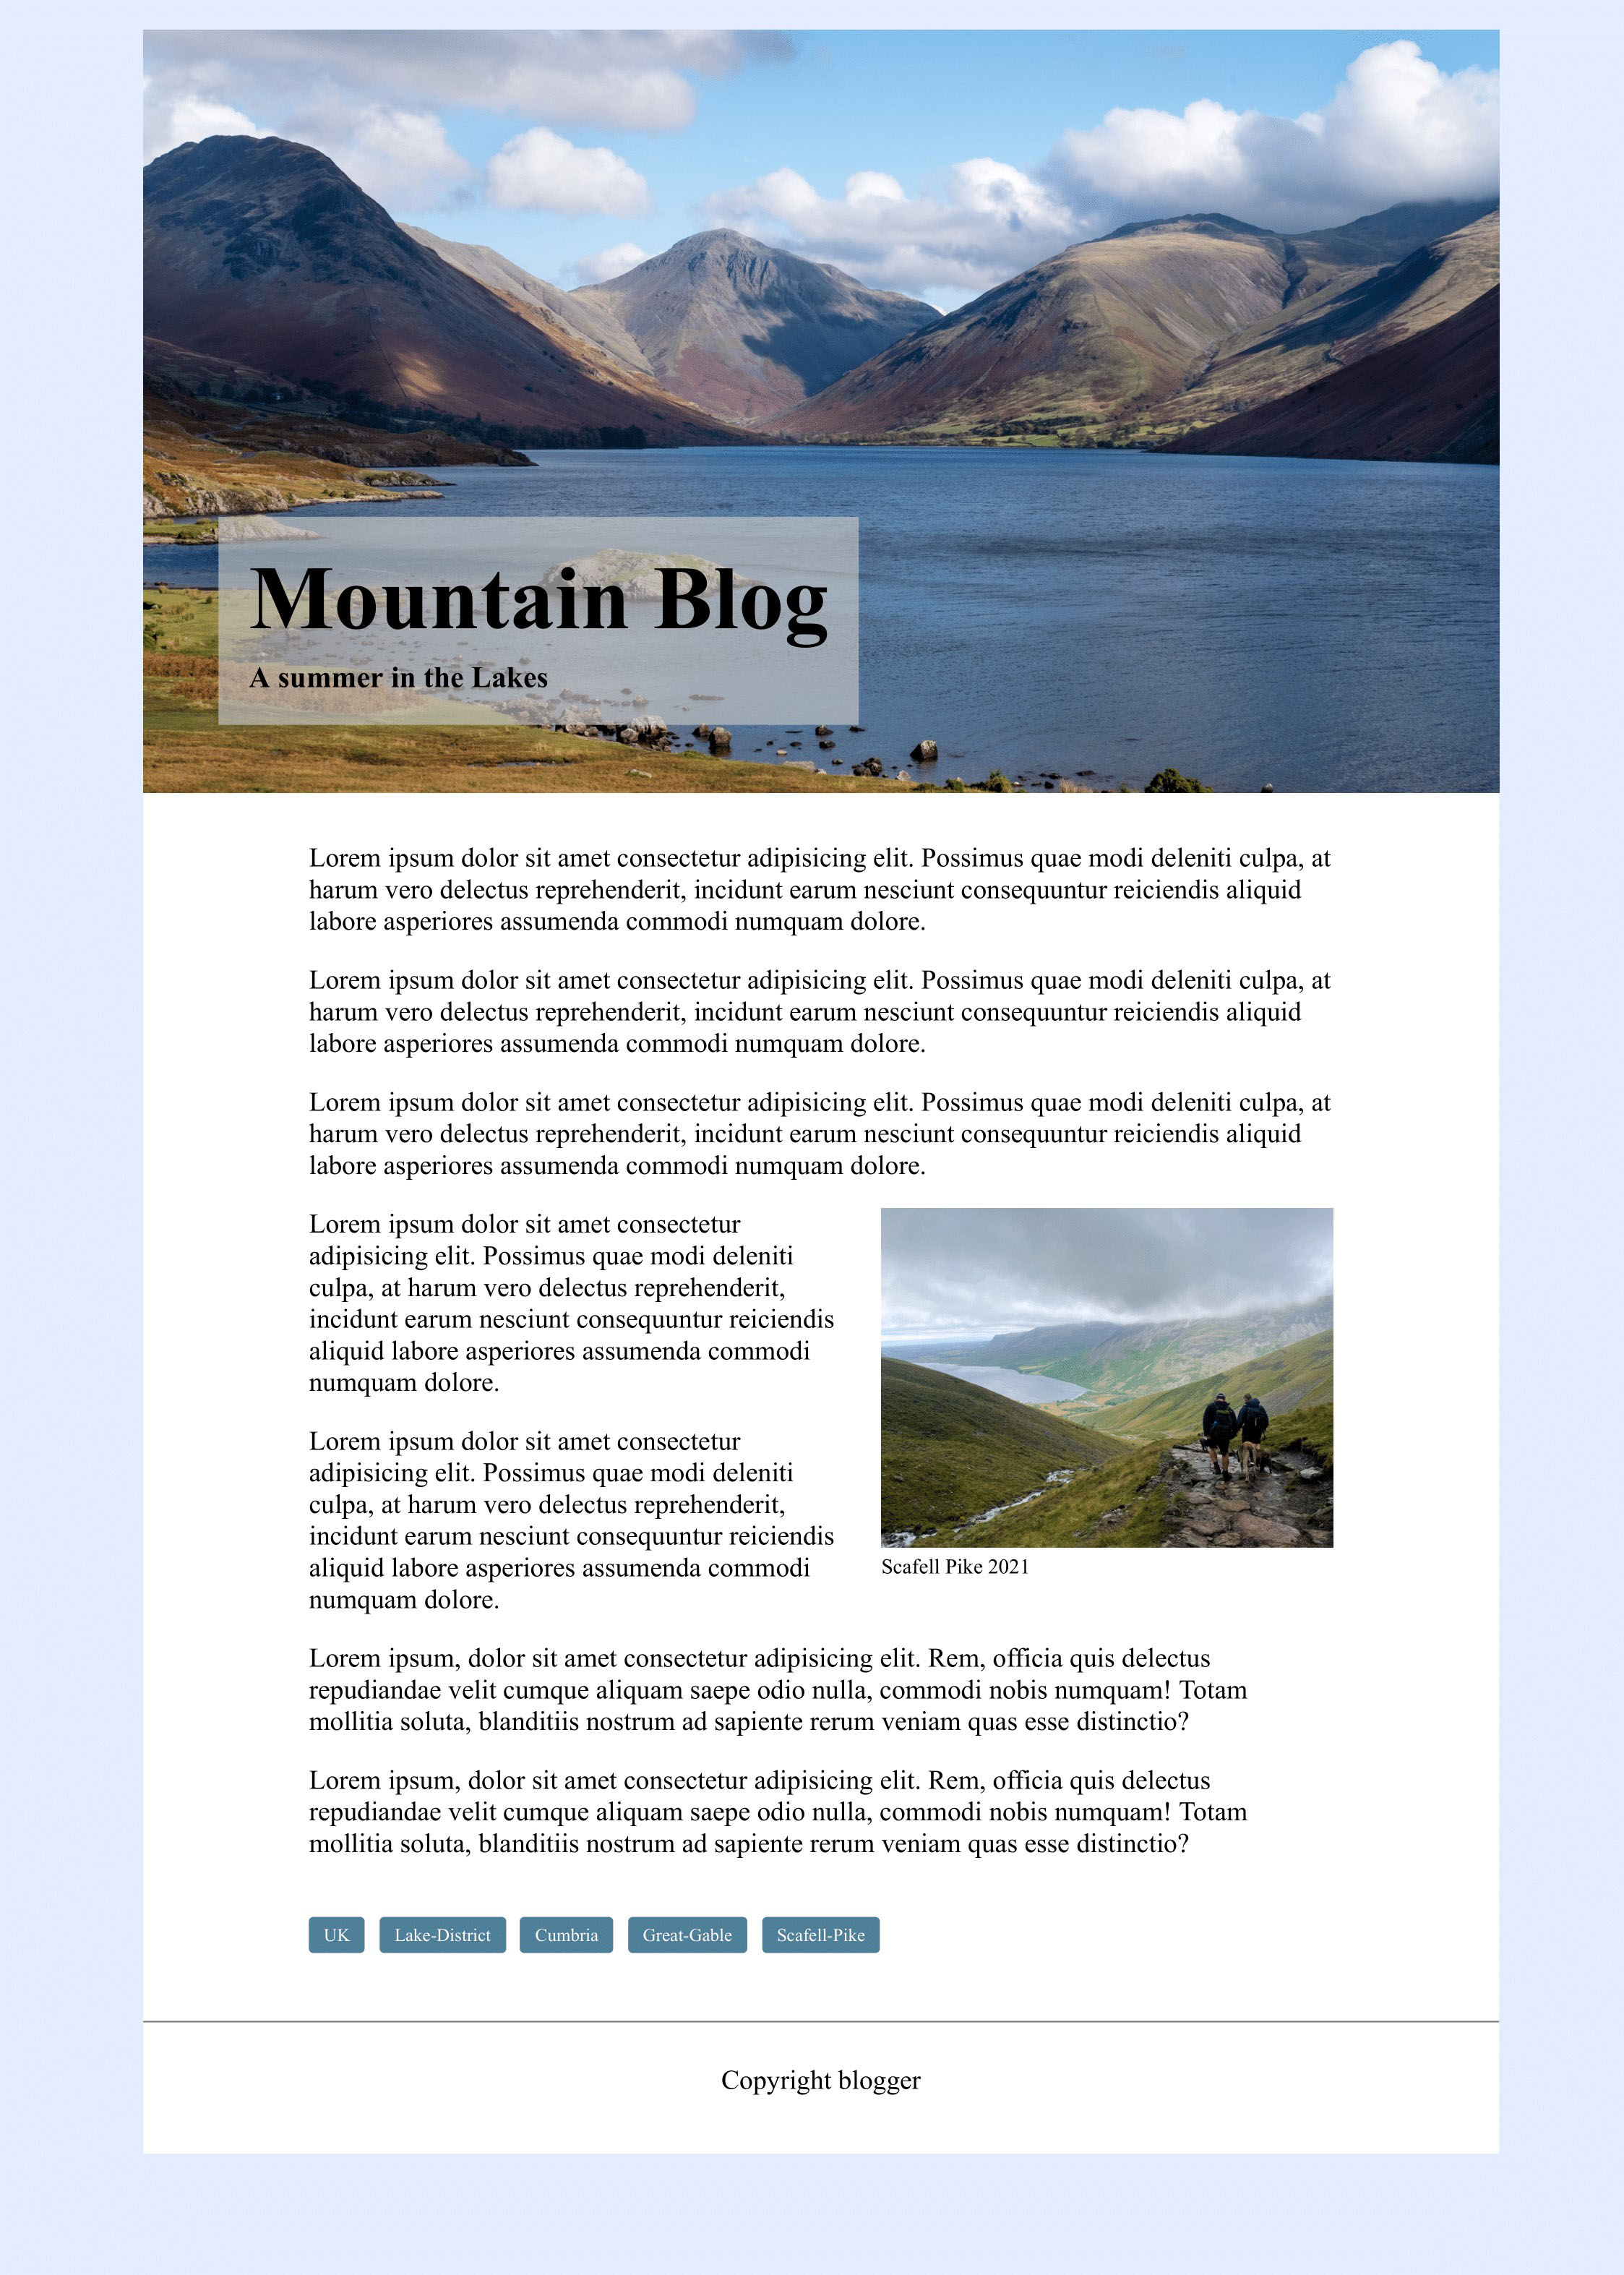 Mountain Blog
A summer in the Lakes
Lorem ipsum dolor sit amet consectetur adipisicing elit. Possimus quae modi deleniti culpa, at
harum vero delectus reprehenderit, incidunt earum nesciunt consequuntur reiciendis aliquid
labore asperiores assumenda commodi numquam dolore.
Lorem ipsum dolor sit amet consectetur adipisicing elit. Possimus quae modi deleniti culpa, at
harum vero delectus reprehenderit, incidunt earum nesciunt consequuntur reiciendis aliquid
labore asperiores assumenda commodi numquam dolore.
Lorem ipsum dolor sit amet consectetur adipisicing elit. Possimus quae modi deleniti culpa, at
harum vero delectus reprehenderit, incidunt earum nesciunt consequuntur reiciendis aliquid
labore asperiores assumenda commodi numquam dolore.
Lorem ipsum dolor sit amet consectetur
adipisicing elit. Possimus quae modi deleniti
culpa, at harum vero delectus reprehenderit,
incidunt earum nesciunt consequuntur reiciendis
aliquid labore asperiores assumenda commodi
numquam dolore.
Lorem ipsum dolor sit amet consectetur
adipisicing elit. Possimus quae modi deleniti
culpa, at harum vero delectus reprehenderit,
incidunt earum nesciunt consequuntur reiciendis
aliquid labore asperiores assumenda commodi
numquam dolore.
Scafell Pike 2021
Lorem ipsum, dolor sit amet consectetur adipisicing elit. Rem, officia quis delectus
repudiandae velit cumque aliquam saepe odio nulla, commodi nobis numquam! Totam
mollitia soluta, blanditiis nostrum ad sapiente rerum veniam quas esse distinctio?
Lorem ipsum, dolor sit amet consectetur adipisicing elit. Rem, officia quis delectus
repudiandae velit cumque aliquam saepe odio nulla, commodi nobis numquam! Totam
mollitia soluta, blanditiis nostrum ad sapiente rerum veniam quas esse distinctio?
UK Lake-District Cumbria Great-Gable Scafell-Pike
Copyright blogger